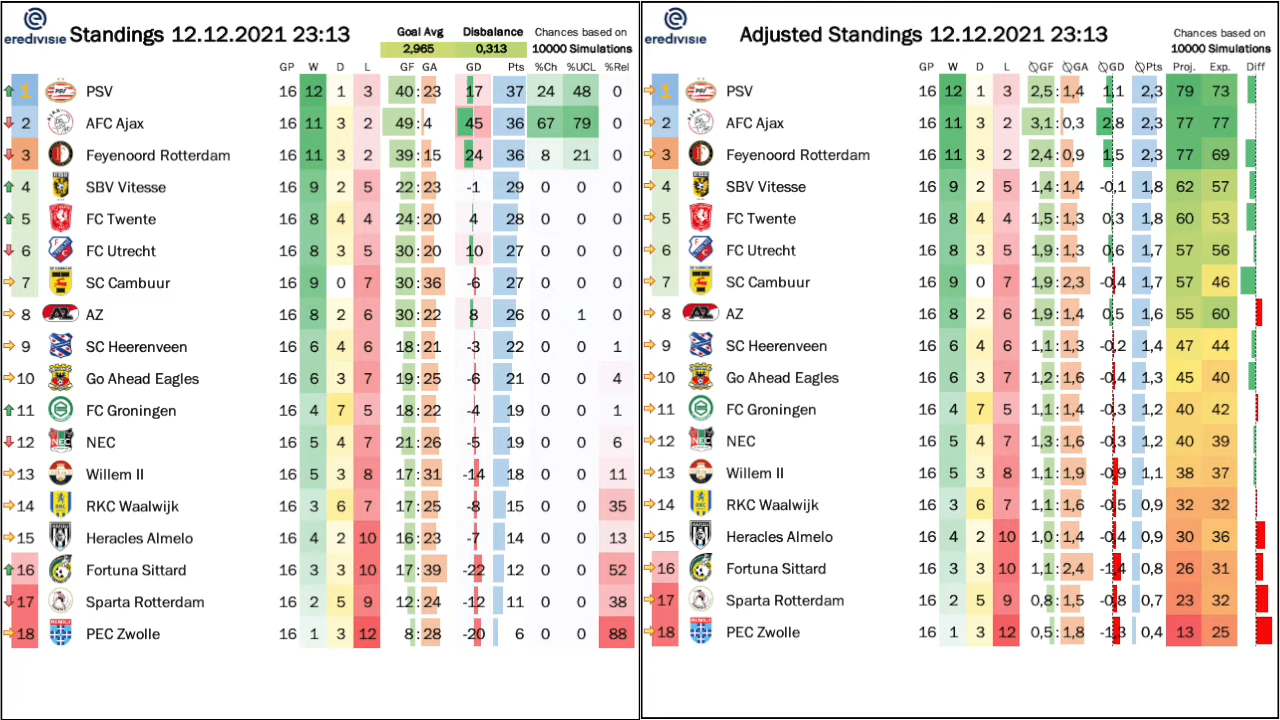 eredivisie
Standings 12.12.2021 23:13
Goal Avg Disbalance Chances based on
2,965 0,313 10000 Simulations
GP W D L GF GA GD Pts %Ch %UCL %Rel
1 PSV 16 12 1 3 40:23 17 37 24 48 0
2 AFC Ajax 16 11 3 2 49:4 45 36 67 79 0
3 Feyenoord Rotterdam 16 11 3 2 39:15 24 36 8 21 0
4 SBV Vitesse 16 9 2 5 22:23 -1 29 0 0 0
5 FC Twente 16 8 4 4 24:20 4 28 0 0 0
6 FC Utrecht 16 8 3 5 30:20 10 27 0 0 0
7 SC Cambuur 16 9 0 7 30:36 -6 27 0 0 0
8 AZ 16 8 2 6 30:22 8 26 0 1 0
9 SC Heerenveen 16 6 4 6 18:21 -3 22 0 0 1
10 Go Ahead Eagles 16 6 3 7 19:25 -6 21 0 0 4
11 FC Groningen 16 4 7 5 18:22 -4 19 0 0 1
12 NEC 16 5 4 7 21:26 -5 19 0 0 6
13 Willem II 16 5 3 8 17:31 -14 18 0 0 11
14 RKC Waalwijk 16 3 6 7 17:25 -8 15 0 0 35
15 Heracles Almelo 16 4 2 10 16:23 -7 14 0 0 13
16 Fortuna Sittard 16 3 3 10 17:39 -22 12 0 0 52
17 Sparta Rotterdam 16 2 5 9 12:24 -12 11 0 0 38
18 PEC Zwolle 16 1 3 12 8:28 -20 6 0 0 88
eredivisie
Adjusted Standings 12.12.2021 23:13
Chances based on
10000 Simulations
GP W D L ∅GF ∅GA ∅GD ∅Pts Proj. Exp. Diff
1 PSV 16 12 1 3 2,5:1,4 1,1 2,3 79 73
2 AFC Ajax 16 11 3 2 3,1:0,3 2,8 2,3 77 77
3 Feyenoord Rotterdam 16 11 3 2 2,4:0,9 1,5 2,3 77 69
4 SBV Vitesse 16 9 2 5 1,4:1,4 -0,1 1,8 62 57
5 FC Twente 16 8 4 4 1,5:1,3 0,3 1,8 60 53
6 FC Utrecht 16 8 3 5 1,9:1,3 0,6 1,7 57 56
7 SC Cambuur 16 9 0 7 1,9:2,3 -0,4 1,7 57 46
8 AZ 16 8 2 6 1,9:1,4 0,5 1,6 55 60
9 SC Heerenveen 16 6 4 6 1,1:1,3 -0,2 1,4 47 44
10 Go Ahead Eagles 16 6 3 7 1,2:1,6 -0,4 1,3 45 40
11 FC Groningen 16 4 7 5 1,1:1,4 -0,3 1,2 40 42
12 NEC 16 5 4 7 1,3:1,6 -0,3 1,2 40 39
13 Willem II 16 5 3 8 1,1:1,9 -0,9 1,1 38 37
14 RKC Waalwijk 16 3 6 7 1,1:1,6 -0,5 0,9 32 32
15 Heracles Almelo 16 4 2 10 1,0:1,4 -0,4 0,9 30 36
16 Fortuna Sittard 16 3 3 10 1,1:2,4 -1,4 0,8 26 31
17 Sparta Rotterdam 16 2 5 9 0,8:1,5 -0,8 0,7 23 32
18 PEC Zwolle 16 1 3 12 0,5:1,8 -1,3 0,4 13 25